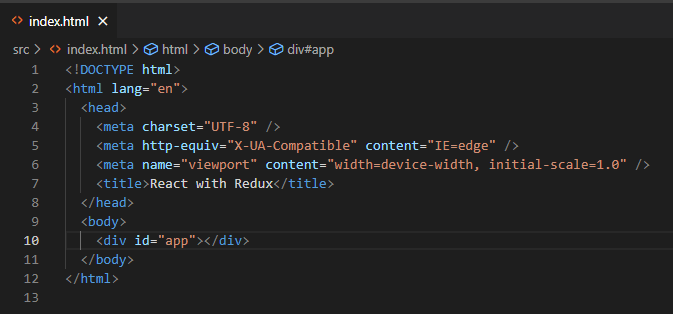 index.html
src > index.html > html > body > div#app
1 <!DOCTYPE html>
2 <html lang="en">
3 <head>
4 <meta charset="UTF-8" />
5 <meta http-equiv="X-UA-Compatible" content="IE=edge" />
6 <meta name="viewport" content="width=device-width, initial-scale=1.0" />
7 <title>React with Redux</title>
8 </head>
9 <body>
10 <div id="app"></div>
11 </body>
12 </html>
13